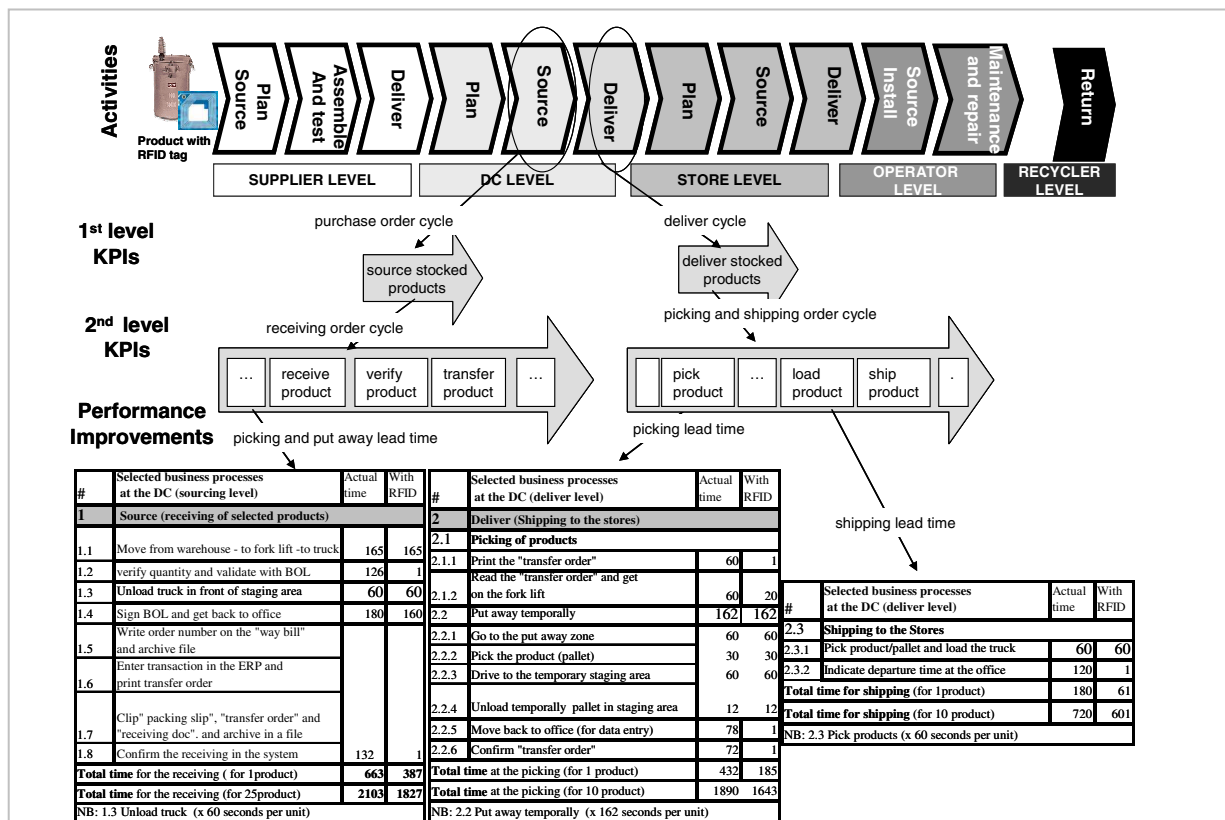 Activities
Product with
RFID tag
Plan
Source
Assemble
And test
Deliver
Plan
Source
Deliver
Plan
Source
Deliver
Source
Install
Maintenance
and repair
Return
SUPPLIER LEVEL
DC LEVEL
STORE LEVEL
OPERATOR
LEVEL
RECYCLER
LEVEL
1st level
KPIs
purchase order cycle
deliver cycle
source stocked
products
deliver stocked
products
2nd level
KPIs
receiving order cycle
picking and shipping order cycle
... receive product verify product transfer product ...
pick product ... load product ship product .
Performance
Improvements
picking and put away lead time
picking lead time
shipping lead time
# Selected business processes at the DC (sourcing level) Actual time With RFID
1 Source (receiving of selected products)
1.1 Move from warehouse - to fork lift -to truck 165 165
1.2 verify quantity and validate with BOL 126 1
1.3 Unload truck in front of staging area 60 60
1.4 Sign BOL and get back to office 180 160
1.5 Write order number on the "way bill" and archive file
1.6 Enter transaction in the ERP and print transfer order
1.7 Clip" packing slip", "transfer order" and "receiving doc". and archive in a file
1.8 Confirm the receiving in the system 132 1
Total time for the receiving ( for 1product) 663 387
Total time for the receiving (for 25product) 2103 1827
NB: 1.3 Unload truck (x 60 seconds per unit)
# Selected business processes at the DC (deliver level) Actual time With RFID
2 Deliver (Shipping to the stores)
2.1 Picking of products
2.1.1 Print the "transfer order" 60 1
2.1.2 Read the "transfer order" and get on the fork lift 60 20
2.2 Put away temporally 162 162
2.2.1 Go to the put away zone 60 60
2.2.2 Pick the product (pallet) 30 30
2.2.3 Drive to the temporary staging area 60 60
2.2.4 Unload temporally pallet in staging area 12 12
2.2.5 Move back to office (for data entry) 78 1
2.2.6 Confirm "transfer order" 72 1
Total time at the picking (for 1 product) 432 185
Total time at the picking (for 10 product) 1890 1643
NB: 2.2 Put away temporally (x 162 seconds per unit)
# Selected business processes at the DC (deliver level) Actual time With RFID
2.3 Shipping to the Stores
2.3.1 Pick product/pallet and load the truck 60 60
2.3.2 Indicate departure time at the office 120 1
Total time for shipping (for 1product) 180 61
Total time for shipping (for 10 product) 720 601
NB: 2.3 Pick products (x 60 seconds per unit)